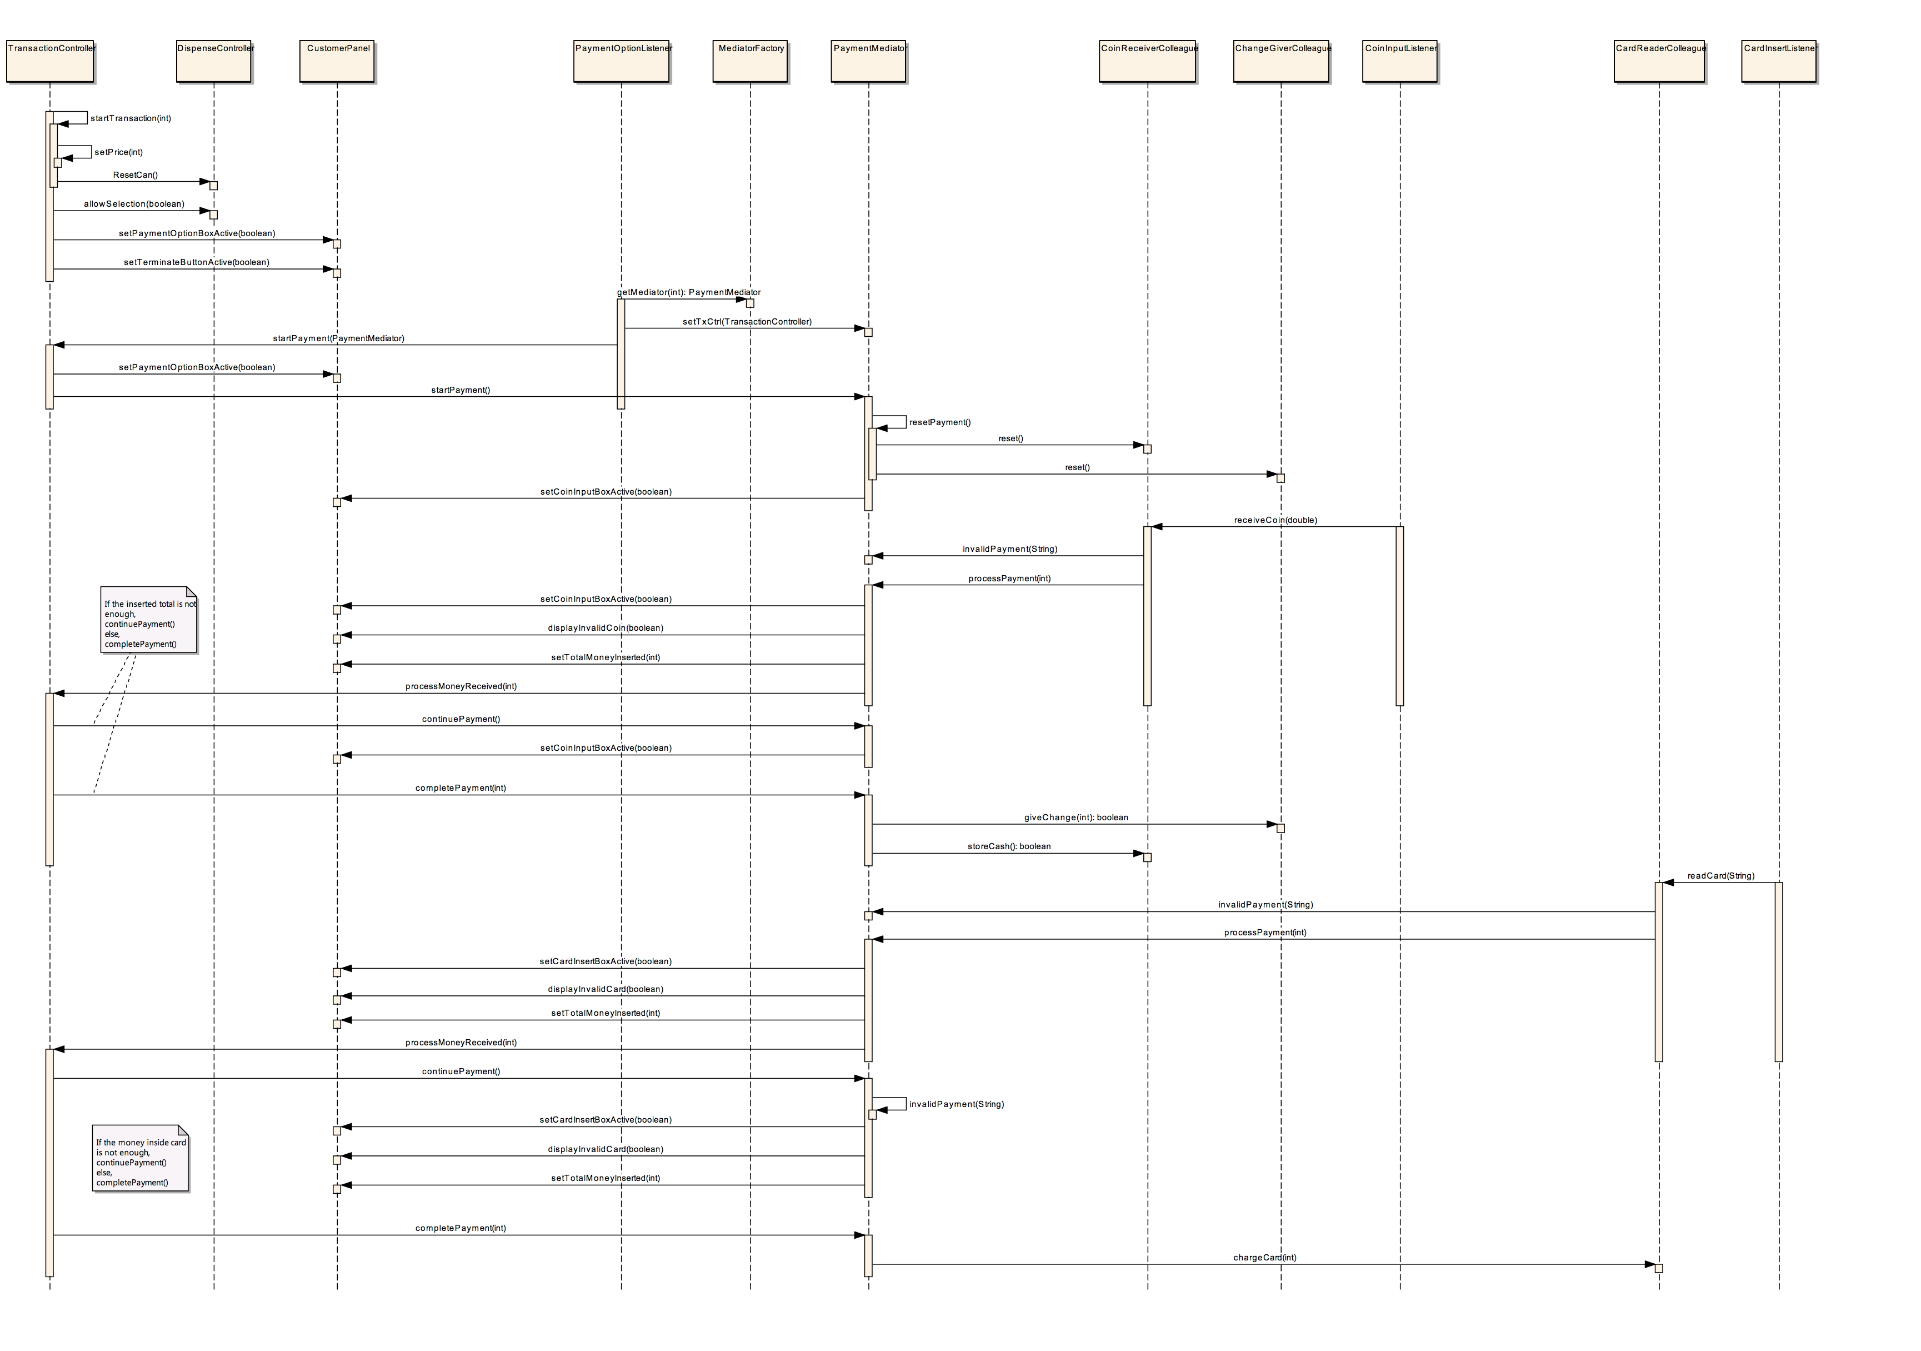 TransactionController
DispenseController
CustomerPanel
PaymentOptionListener
MediatorFactory
PaymentMediator
CoinReceiverColleague
ChangeGiverColleague
CoinInputListener
CardReaderColleague
CardInsertListener
startTransaction(int)
setPrice(int)
ResetCan()
allowSelection(boolean)
setPaymentOptionBoxActive(boolean)
setTerminateButtonActive(boolean)
getMediator(int): PaymentMediator
setTxCtrl(TransactionController)
startPayment(PaymentMediator)
setPaymentOptionBoxActive(boolean)
startPayment()
resetPayment()
reset()
reset()
setCoinInputBoxActive(boolean)
receiveCoin(double)
invalidPayment(String)
processPayment(int)
setCoinInputBoxActive(boolean)
If the inserted total is not
enough,
continuePayment()
else,
completePayment()
displayInvalidCoin(boolean)
setTotalMoneyInserted(int)
processMoneyReceived(int)
continuePayment()
setCoinInputBoxActive(boolean)
completePayment(int)
giveChange(int): boolean
storeCash(): boolean
readCard(String)
invalidPayment(String)
processPayment(int)
setCardInsertBoxActive(boolean)
displayInvalidCard(boolean)
setTotalMoneyInserted(int)
processMoneyReceived(int)
continuePayment()
invalidPayment(String)
setCardInsertBoxActive(boolean)
If the money inside card
is not enough,
continuePayment()
else,
completePayment()
displayInvalidCard(boolean)
setTotalMoneyInserted(int)
completePayment(int)
chargeCard(int)